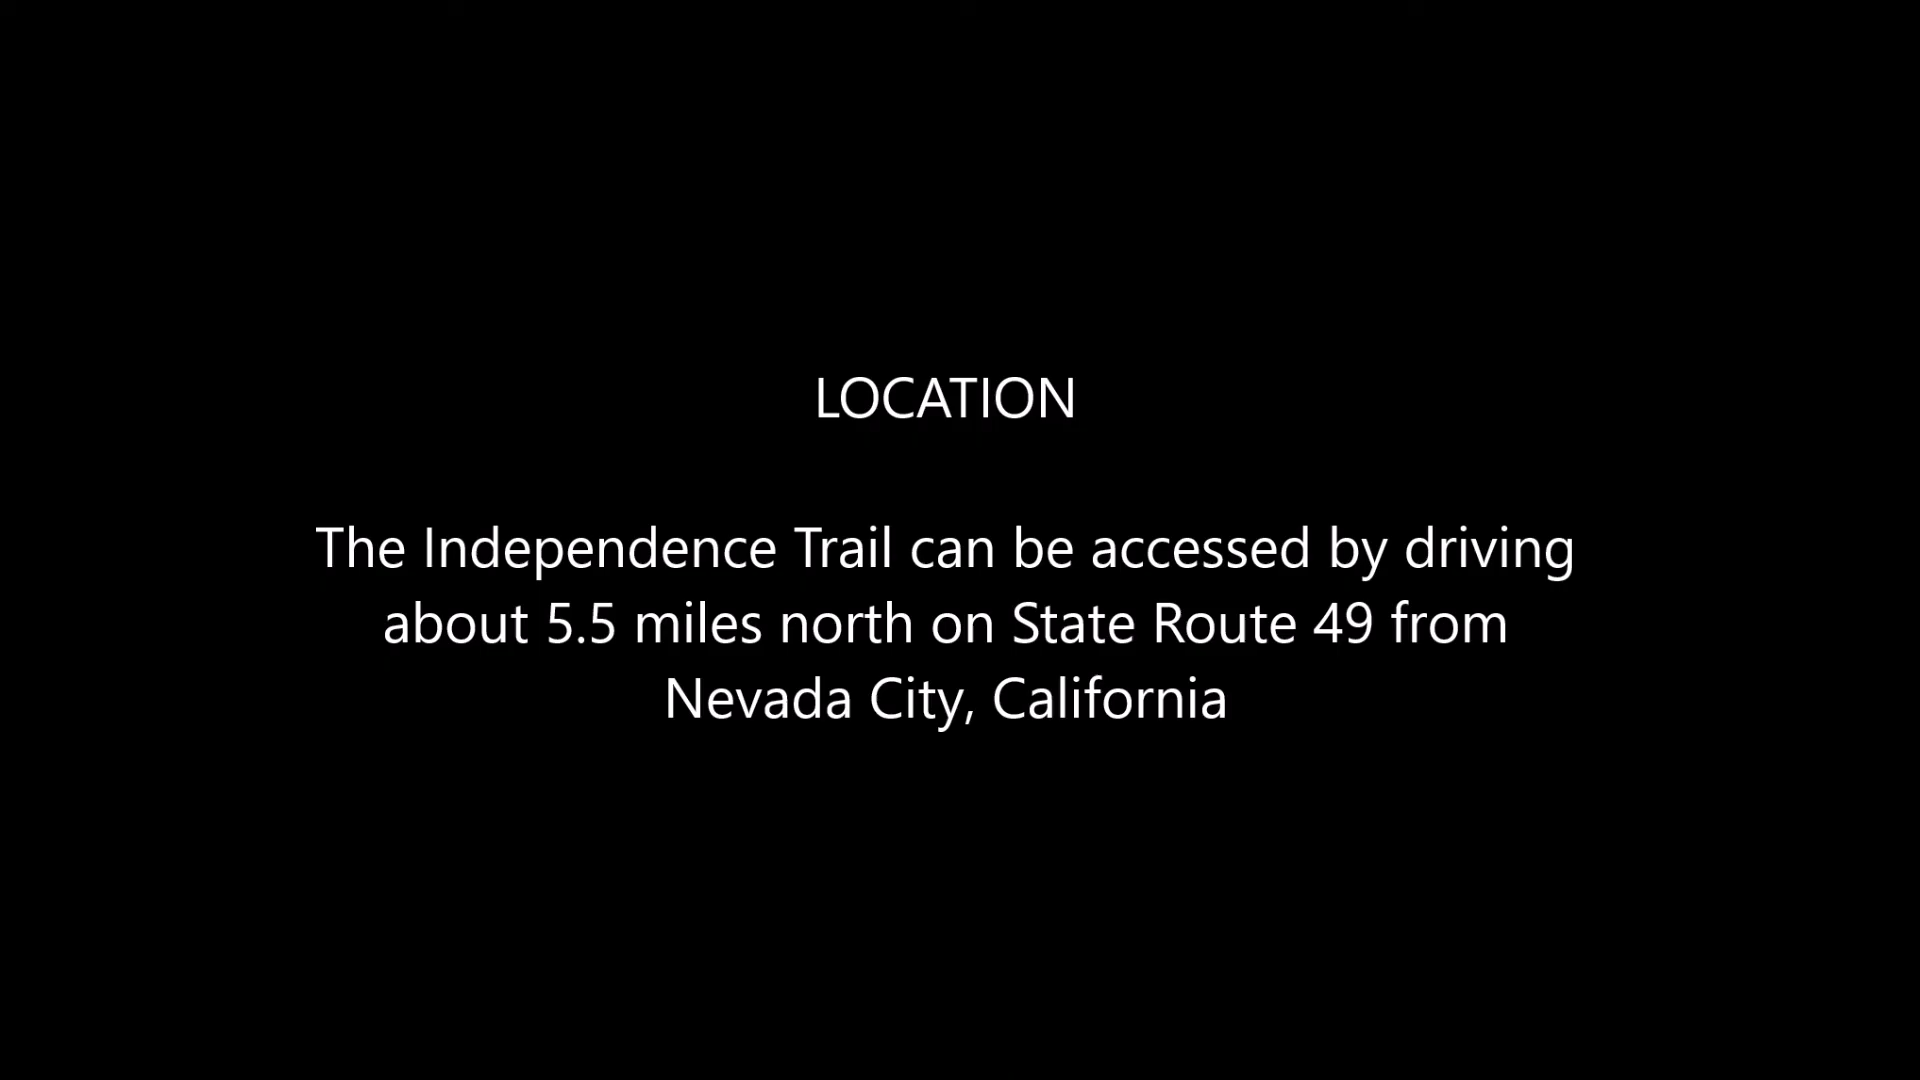 LOCATION
The Independence Trail can be accessed by driving
about 5.5 miles north on State Route 49 from
Nevada City, California